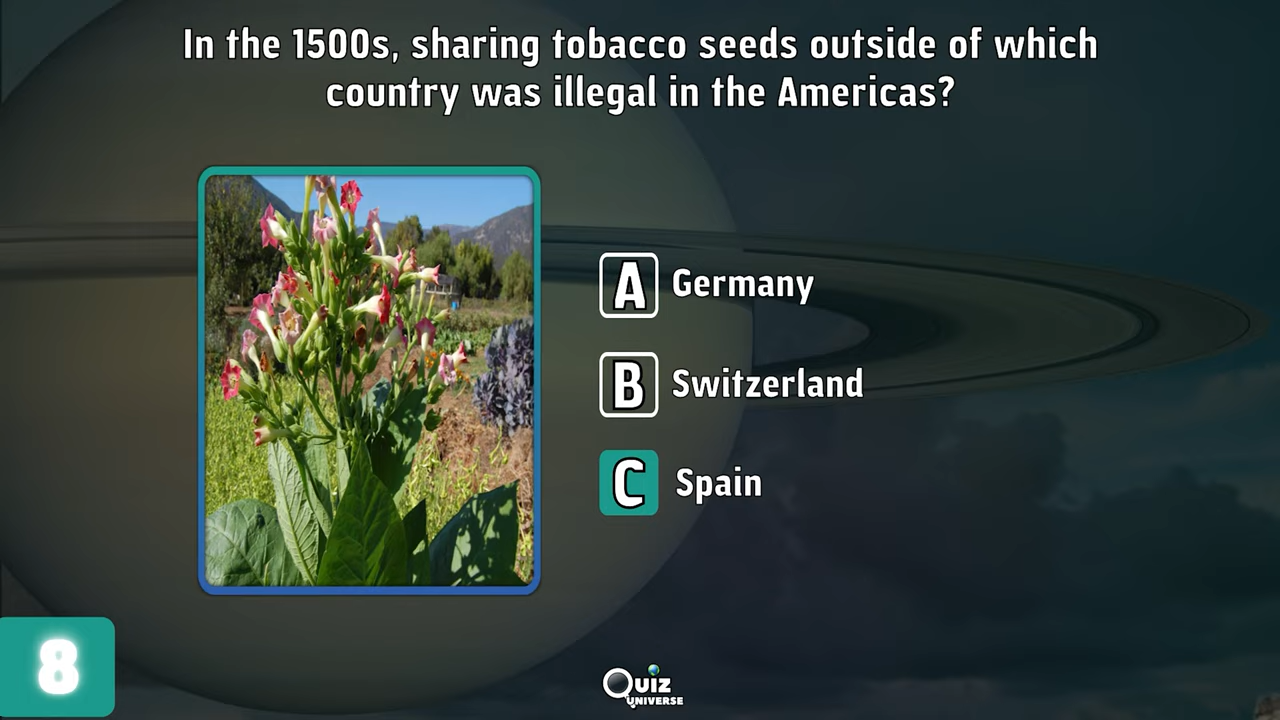 In the 1500s, sharing tobacco seeds outside of which
country was illegal in the Americas?
A Germany
B Switzerland
C Spain
8
QUIZ
UNIVERSE